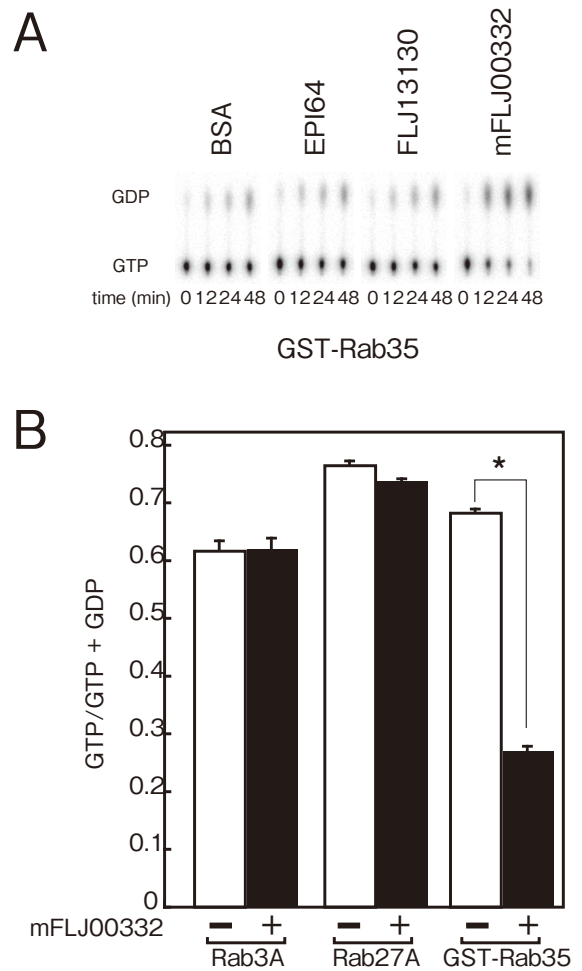 A
BSA
EPI64
FLJ13130
mFLJ00332
GDP
GTP
time (min) 0 12 24 48 0 12 24 48 0 12 24 48 0 12 24 48
GST-Rab35
B
0.8
0.7
0.6
0.5
0.4
0.3
0.2
0.1
0
GTP/GTP + GDP
*
mFLJ00332 − + − + − +
Rab3A Rab27A GST-Rab35